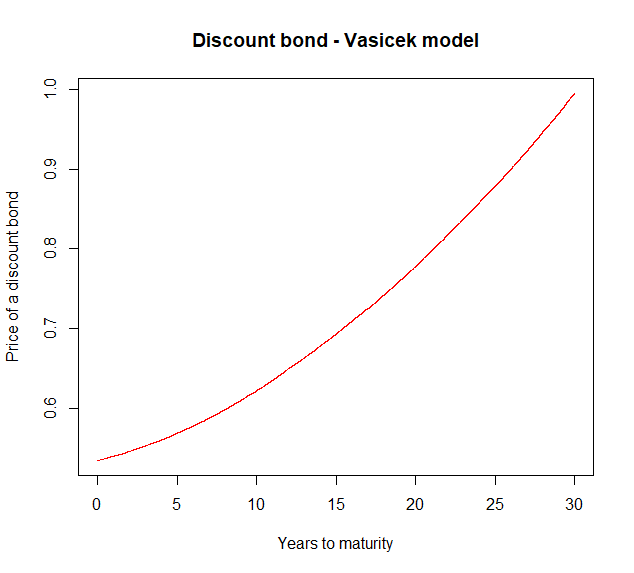 Discount bond - Vasicek model
Price of a discount bond
1.0
0.9
0.8
0.7
0.6
0 5 10 15 20 25 30
Years to maturity